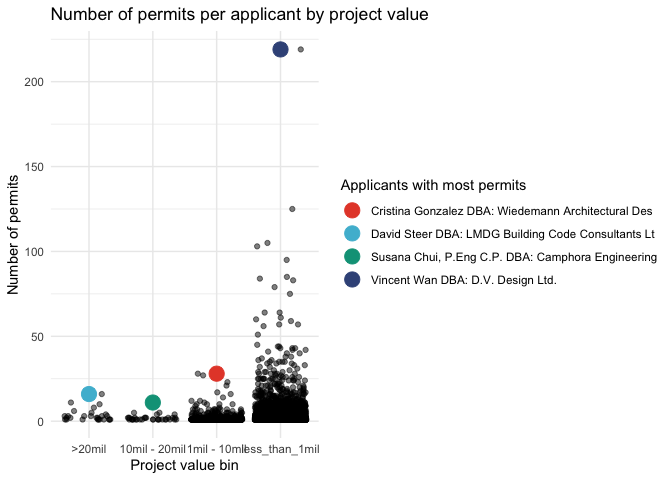 Number of permits per applicant by project value
Number of permits
200
150
100
50
0
>20mil
10mil - 20mil
1mil - 10mil
less_than_1mil
Project value bin
Applicants with most permits
Cristina Gonzalez DBA: Wiedemann Architectural Des
David Steer DBA: LMDG Building Code Consultants Lt
Susana Chui, P.Eng C.P. DBA: Camphora Engineering
Vincent Wan DBA: D.V. Design Ltd.